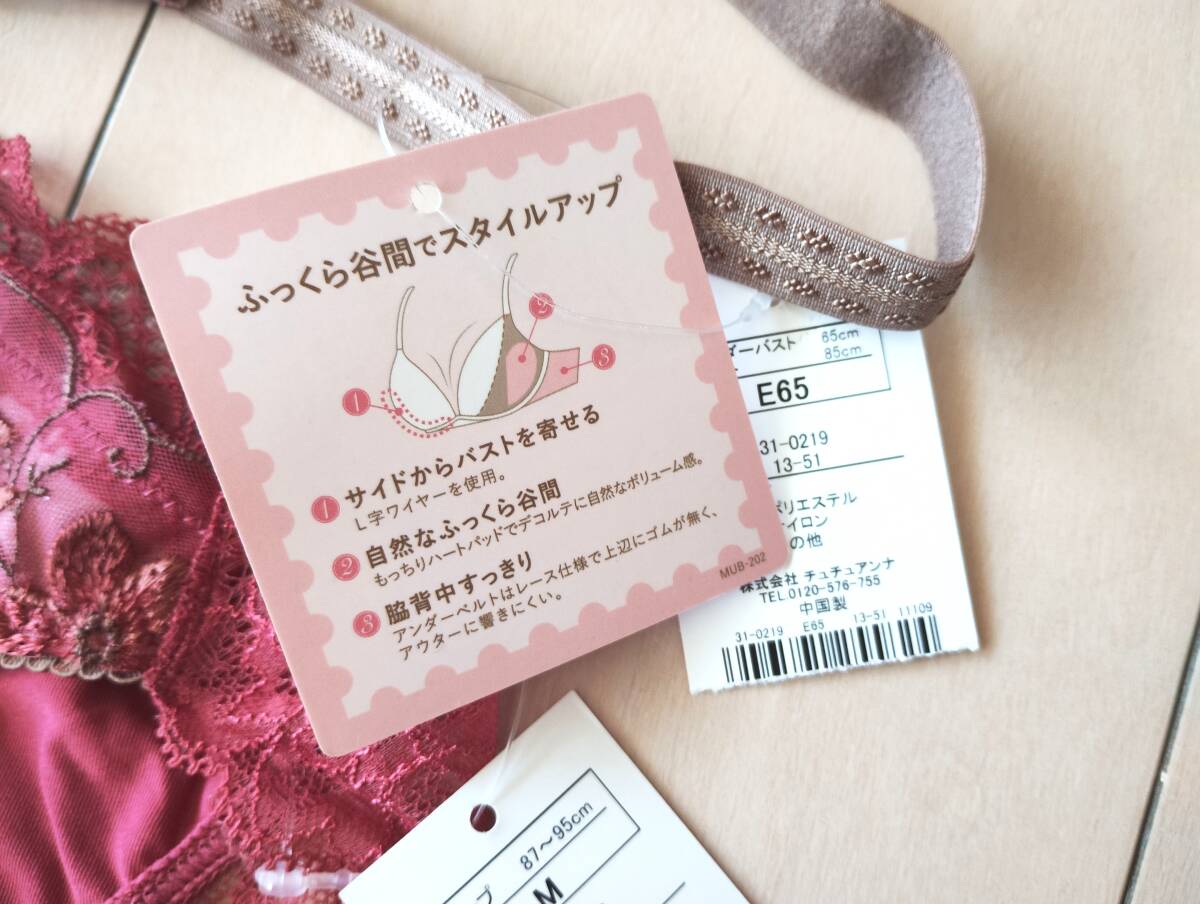 ふっくら谷間でスタイルアップ
1
2
3
1 サイドからバストを寄せる
L字ワイヤーを使用。
2 自然なふっくら谷間
もっちりハートパッドでデコルテに自然なボリューム感。
3 脇背中すっきり
アンダーベルトはレース仕様で上辺にゴムが無く、
アウターに響きにくい。
MUB-202
ダーバスト 65cm
85cm
E65
31-0219
13-51
ポリエステル
イロン
の他
株式会社 チュチュアンナ
TEL.0120-576-755
中国製
31-0219 E65 13-51 11109
プ 87～95cm
M